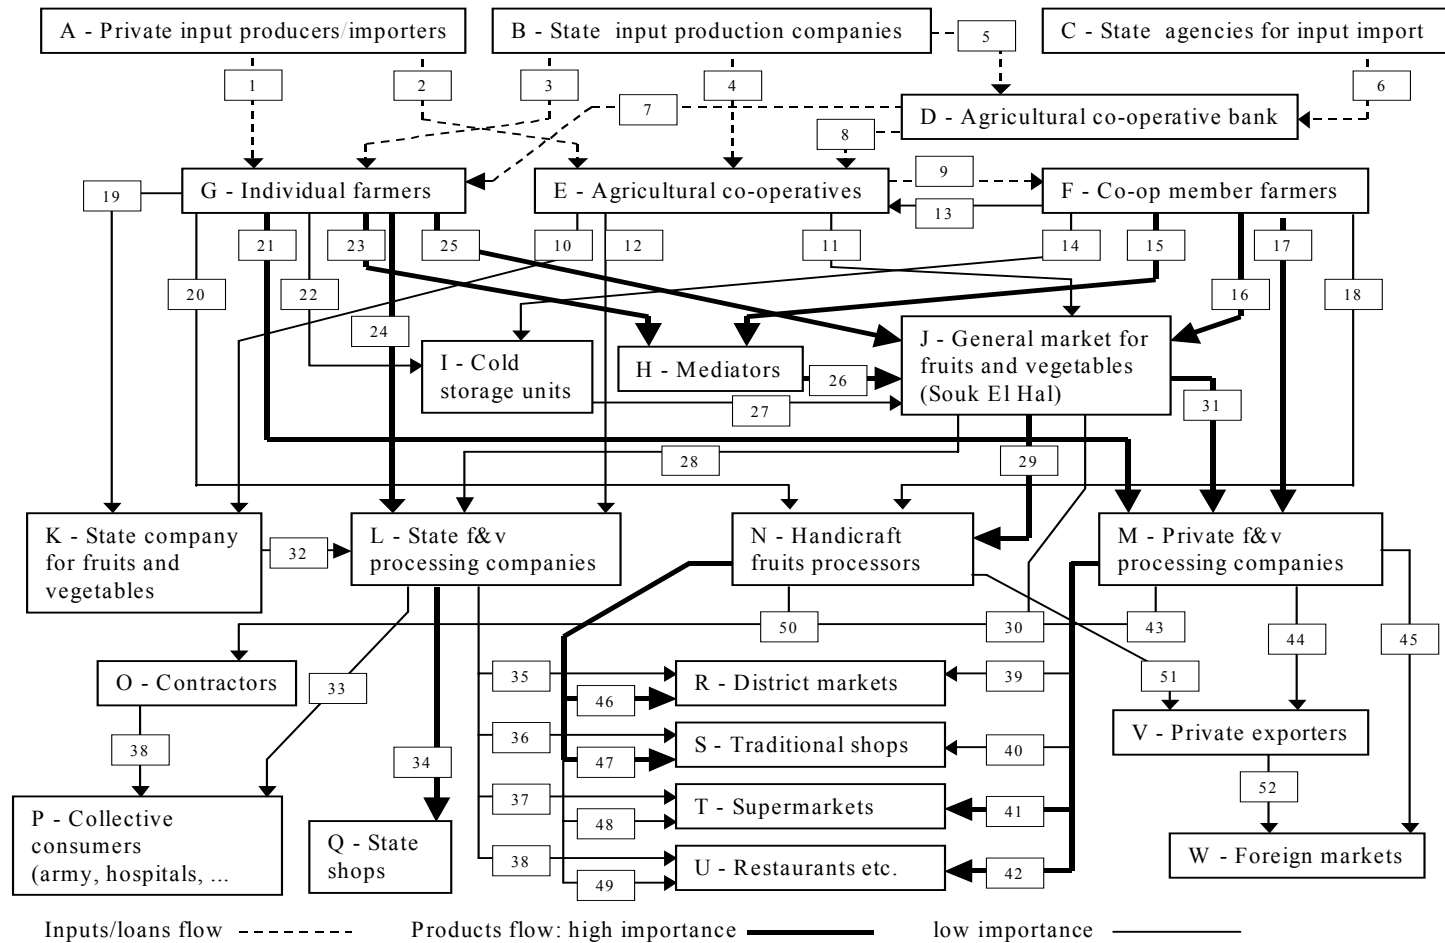 A - Private input producers/importers
B - State input production companies
5
C - State agencies for input import
1
2
3
4
6
7
D - Agricultural co-operative bank
8
9
19
G - Individual farmers
E - Agricultural co-operatives
F - Co-op member farmers
13
21
23
25
10
12
11
14
15
17
20
22
16
18
24
J - General market for
fruits and vegetables
(Souk El Hal)
I - Cold
storage units
H - Mediators
26
27
31
28
29
K - State company
for fruits and
vegetables
32
L - State f&v
processing companies
N - Handicraft
fruits processors
M - Private f&v
processing companies
50
30
43
44
45
O - Contractors
33
35
R - District markets
39
51
46
38
34
36
S - Traditional shops
40
V - Private exporters
47
52
37
T - Supermarkets
41
48
P - Collective
consumers
(army, hospitals, ...
Q - State
shops
38
U - Restaurants etc.
42
49
W - Foreign markets
Inputs/loans flow
Products flow: high importance
low importance